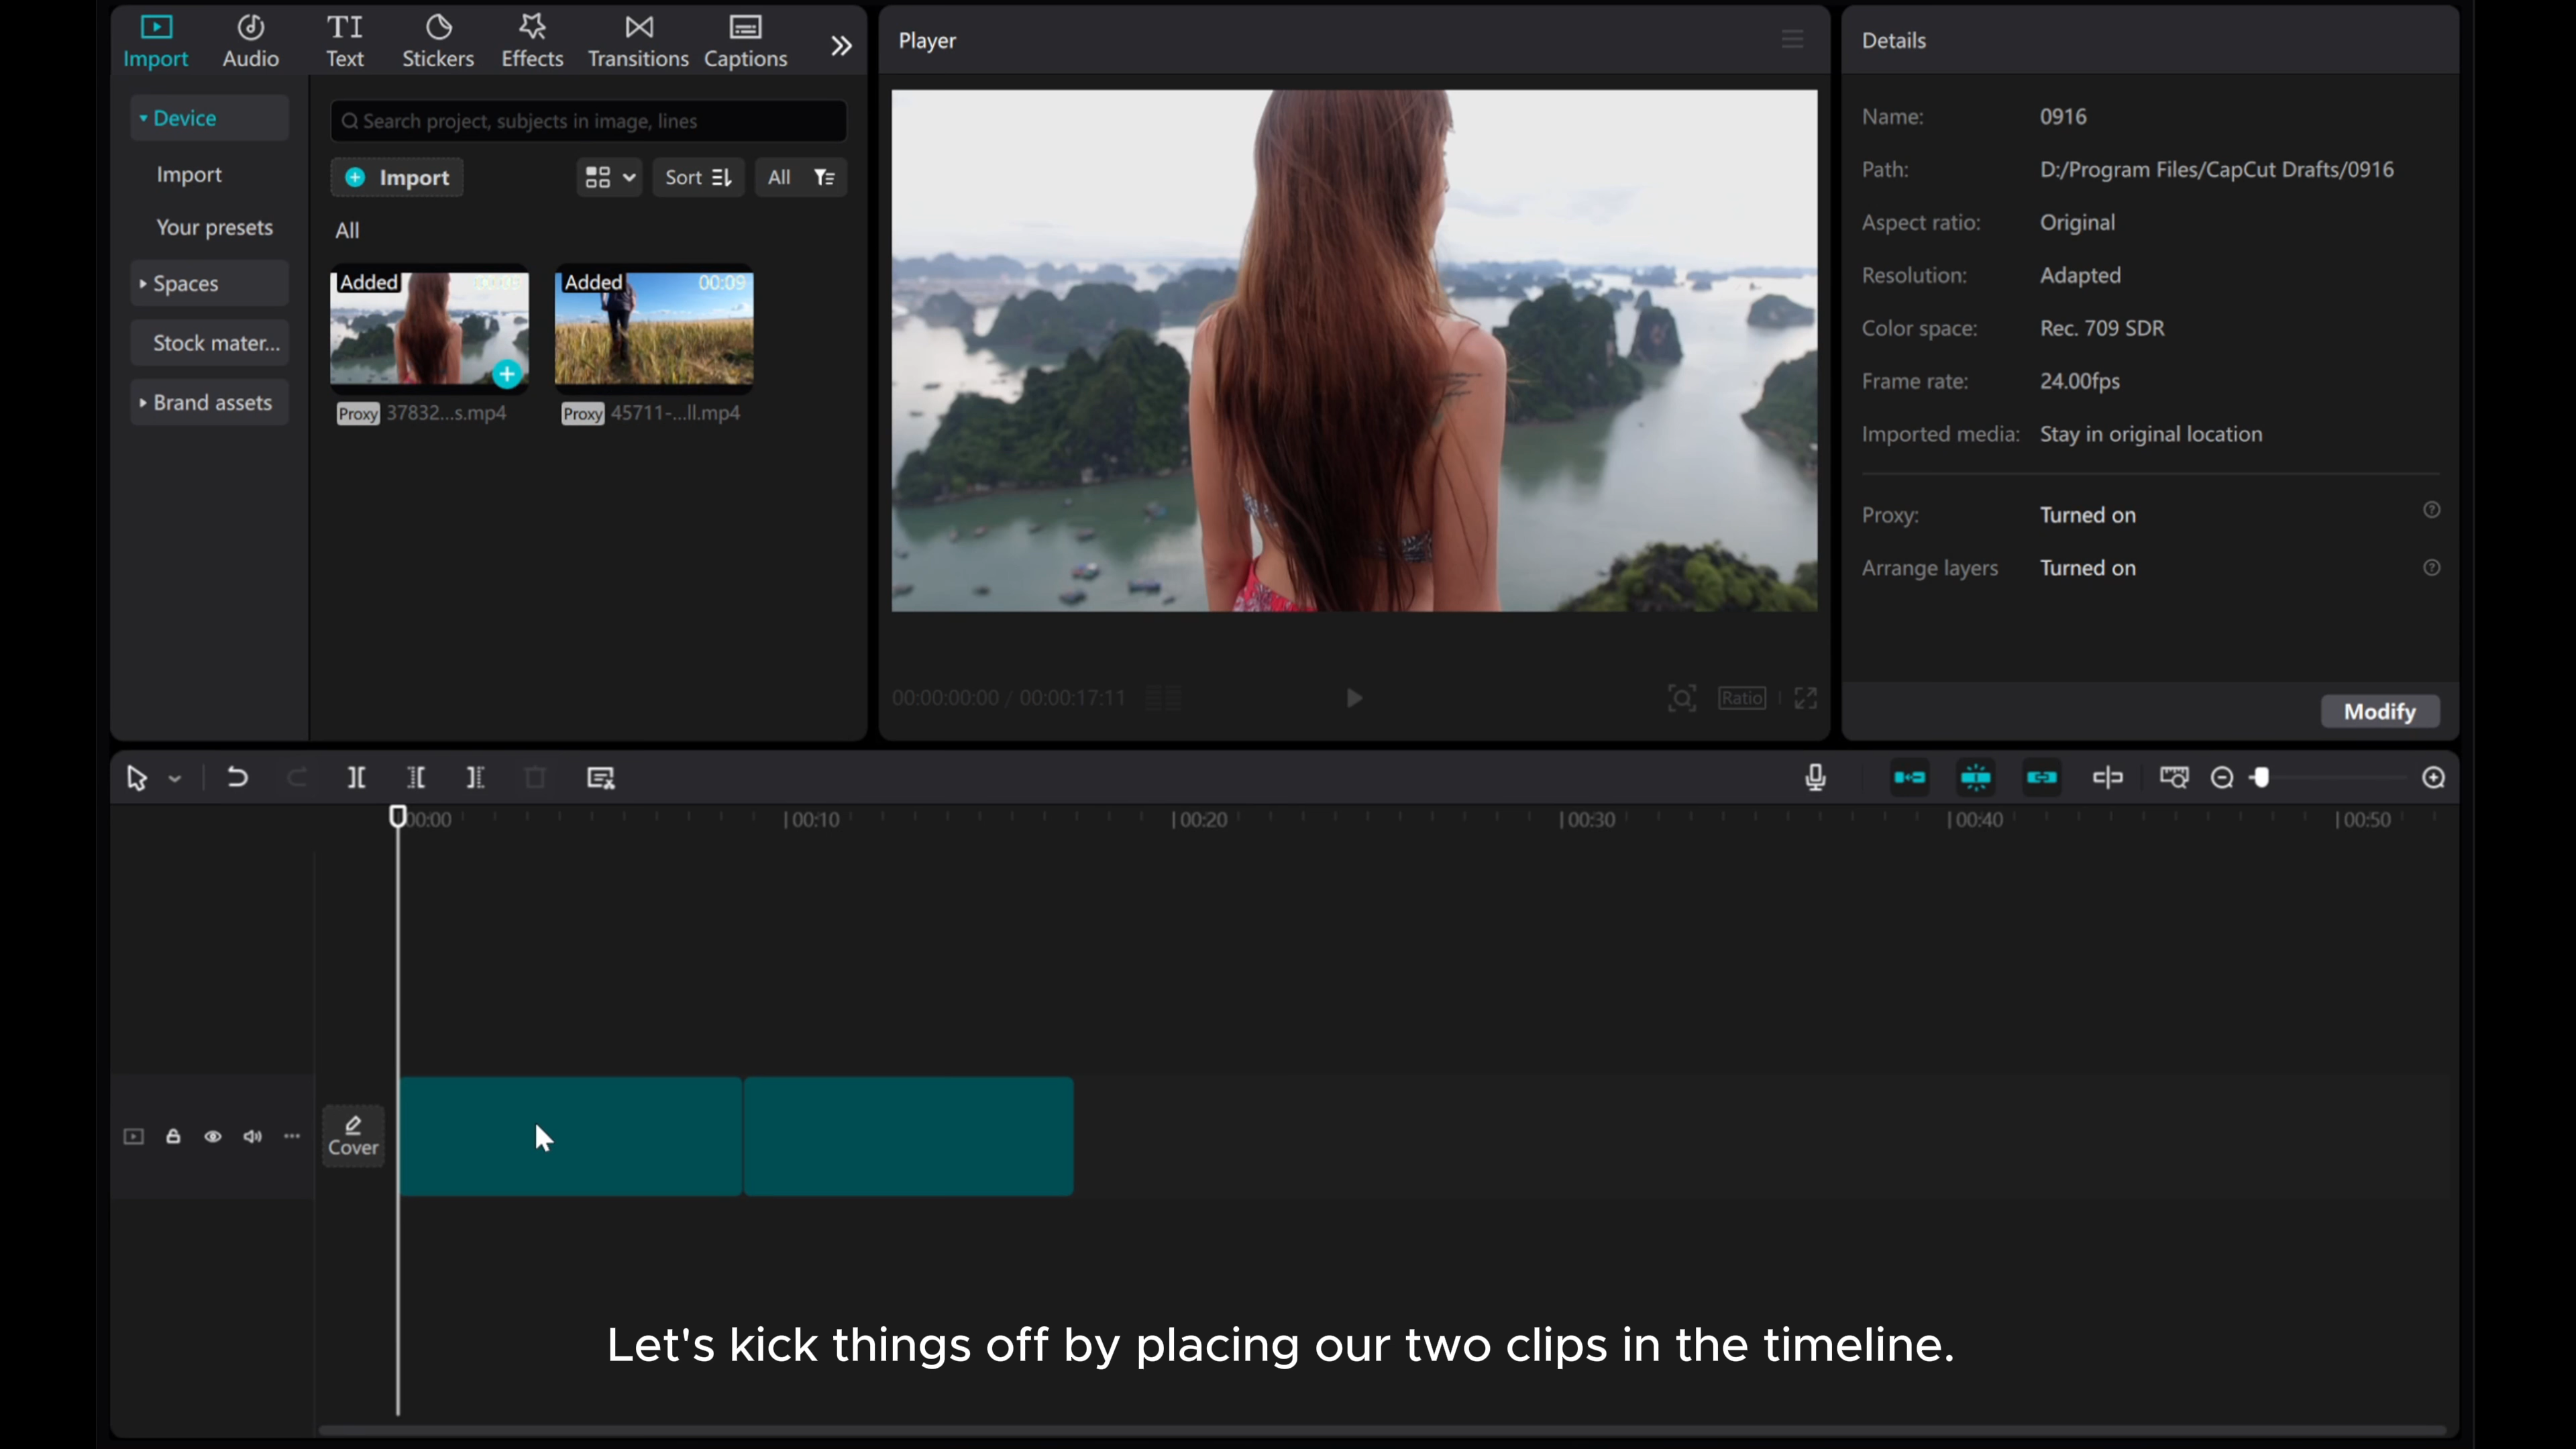 Import
Audio
Text
Stickers
Effects
Transitions
Captions
Device
Import
Your presets
Spaces
Stock mater...
Brand assets
Search project, subjects in image, lines
Import
Sort
All
All
Added
Added
00:09
Proxy 37832...s.mp4
Proxy 45711-...ll.mp4
Player
00:00:00:00 / 00:00:17:11
Ratio
Details
Name: 0916
Path: D:/Program Files/CapCut Drafts/0916
Aspect ratio: Original
Resolution: Adapted
Color space: Rec. 709 SDR
Frame rate: 24.00fps
Imported media: Stay in original location
Proxy: Turned on
Arrange layers Turned on
Modify
00:00
00:10
00:20
00:30
00:40
00:50
Cover
Let's kick things off by placing our two clips in the timeline.